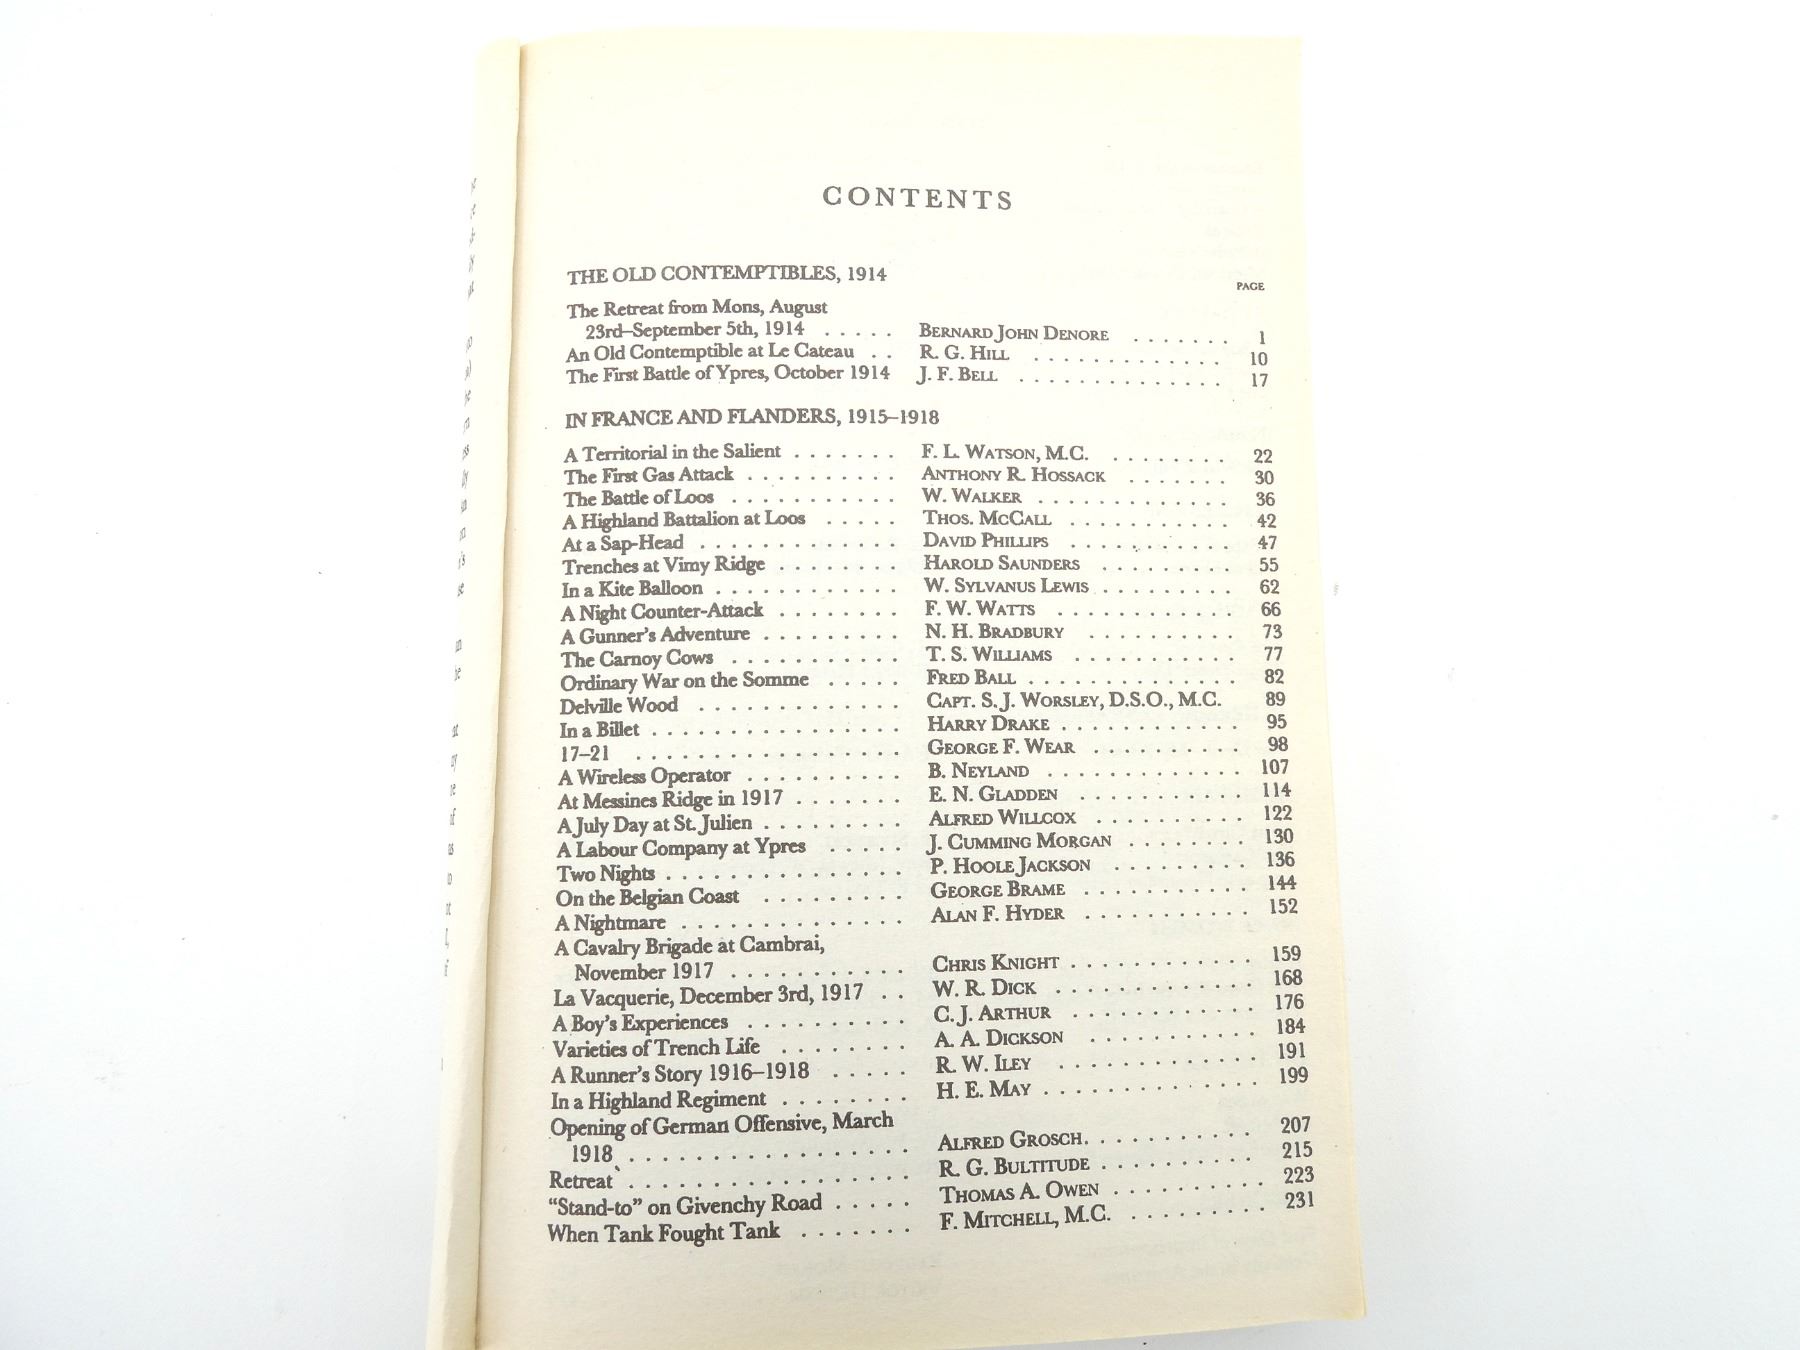 CONTENTS
THE OLD CONTEMPTIBLES, 1914
PAGE
The Retreat from Mons, August
23rd–September 5th, 1914 . . . . . BERNARD JOHN DENORE . . . . . . . 1
An Old Contemptible at Le Cateau . . R. G. HILL . . . . . . . . . . . . . . 10
The First Battle of Ypres, October 1914 J. F. BELL . . . . . . . . . . . . . . 17
IN FRANCE AND FLANDERS, 1915–1918
A Territorial in the Salient . . . . . . . F. L. WATSON, M.C. . . . . . . . . 22
The First Gas Attack . . . . . . . . . . ANTHONY R. HOSSACK . . . . . . . 30
The Battle of Loos . . . . . . . . . . . W. WALKER . . . . . . . . . . . . . 36
A Highland Battalion at Loos . . . . . THOS. MCCALL . . . . . . . . . . . 42
At a Sap-Head . . . . . . . . . . . . . DAVID PHILLIPS . . . . . . . . . . . 47
Trenches at Vimy Ridge . . . . . . . . HAROLD SAUNDERS . . . . . . . . . 55
In a Kite Balloon . . . . . . . . . . . . W. SYLVANUS LEWIS . . . . . . . . . 62
A Night Counter-Attack . . . . . . . . F. W. WATTS . . . . . . . . . . . . 66
A Gunner's Adventure . . . . . . . . . N. H. BRADBURY . . . . . . . . . . 73
The Carnoy Cows . . . . . . . . . . . T. S. WILLIAMS . . . . . . . . . . . 77
Ordinary War on the Somme . . . . . FRED BALL . . . . . . . . . . . . . . 82
Delville Wood . . . . . . . . . . . . . CAPT. S. J. WORSLEY, D.S.O., M.C. 89
In a Billet . . . . . . . . . . . . . . . . HARRY DRAKE . . . . . . . . . . . . 95
17–21 . . . . . . . . . . . . . . . . . GEORGE F. WEAR . . . . . . . . . . 98
A Wireless Operator . . . . . . . . . . B. NEYLAND . . . . . . . . . . . . . 107
At Messines Ridge in 1917 . . . . . . . E. N. GLADDEN . . . . . . . . . . . 114
A July Day at St. Julien . . . . . . . . . ALFRED WILLCOX . . . . . . . . . . 122
A Labour Company at Ypres . . . . . J. CUMMING MORGAN . . . . . . . . 130
Two Nights . . . . . . . . . . . . . . . P. HOOLE JACKSON . . . . . . . . . 136
On the Belgian Coast . . . . . . . . . GEORGE BRAME . . . . . . . . . . . 144
A Nightmare . . . . . . . . . . . . . . ALAN F. HYDER . . . . . . . . . . . 152
A Cavalry Brigade at Cambrai,
November 1917 . . . . . . . . . . . CHRIS KNIGHT . . . . . . . . . . . . 159
La Vacquerie, December 3rd, 1917 . . W. R. DICK . . . . . . . . . . . . . 168
A Boy's Experiences . . . . . . . . . . C. J. ARTHUR . . . . . . . . . . . . 176
Varieties of Trench Life . . . . . . . . A. A. DICKSON . . . . . . . . . . . 184
A Runner's Story 1916–1918 . . . . . R. W. ILEY . . . . . . . . . . . . . 191
In a Highland Regiment . . . . . . . . H. E. MAY . . . . . . . . . . . . . . 199
Opening of German Offensive, March
1918 . . . . . . . . . . . . . . . . . ALFRED GROSCH. . . . . . . . . . . 207
Retreat . . . . . . . . . . . . . . . . . R. G. BULTITUDE . . . . . . . . . . 215
“Stand-to” on Givenchy Road . . . . . THOMAS A. OWEN . . . . . . . . . . 223
When Tank Fought Tank . . . . . . . F. MITCHELL, M.C. . . . . . . . . . 231